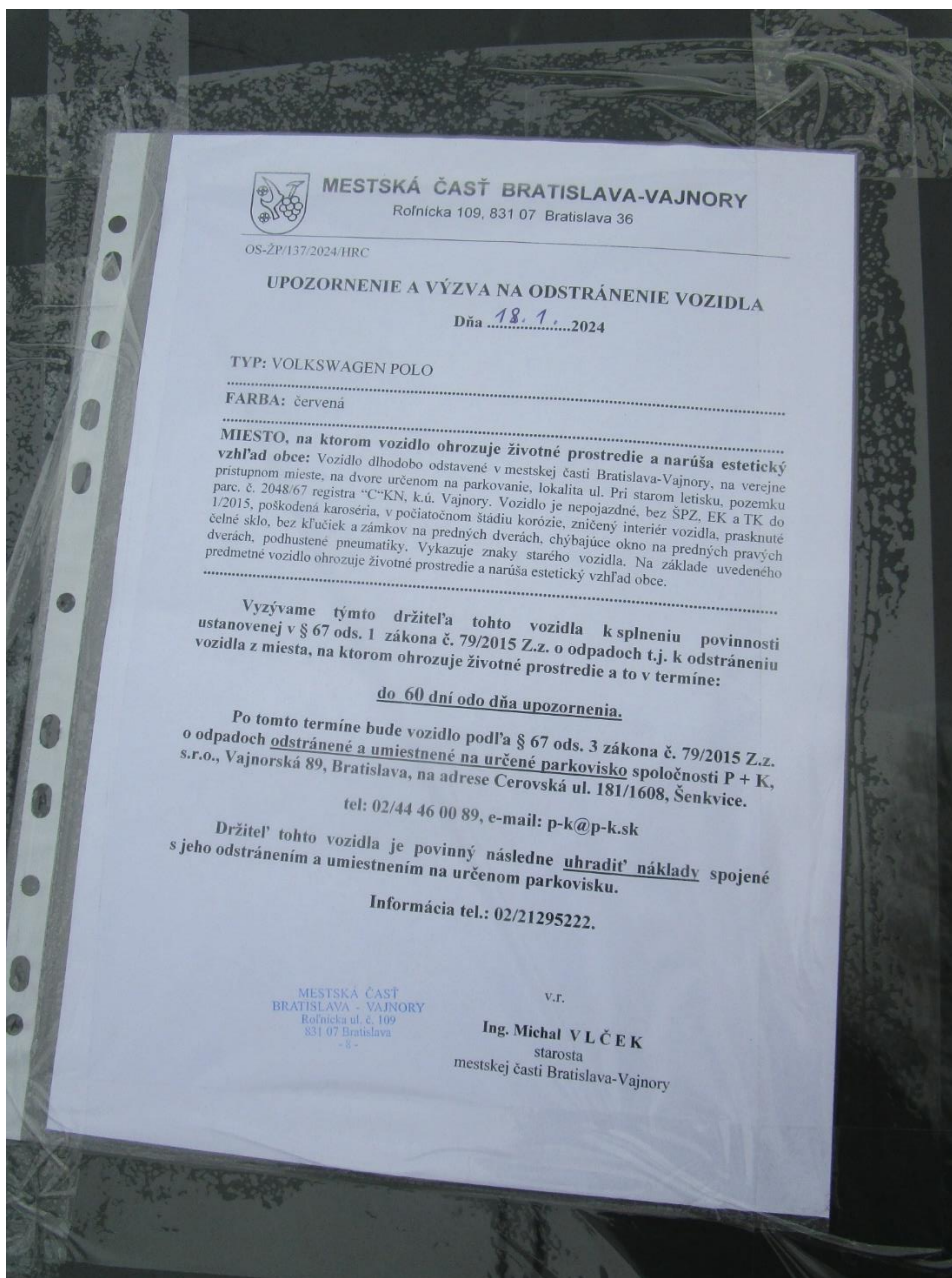 MESTSKÁ ČASŤ BRATISLAVA-VAJNORY
Roľnícka 109, 831 07 Bratislava 36
OS-ŽP/137/2024/HRC
UPOZORNENIE A VÝZVA NA ODSTRÁNENIE VOZIDLA
Dňa ...18. 1. ...2024
TYP: VOLKSWAGEN POLO
FARBA: červená
MIESTO, na ktorom vozidlo ohrozuje životné prostredie a narúša estetický
vzhľad obce: Vozidlo dlhodobo odstavené v mestskej časti Bratislava-Vajnory, na verejne
prístupnom mieste, na dvore určenom na parkovanie, lokalita ul. Pri starom letisku, pozemku
parc. č. 2048/67 registra “C“KN, k.ú. Vajnory. Vozidlo je nepojazdné, bez ŠPZ, EK a TK do
1/2015, poškodená karoséria, v počiatočnom štádiu korózie, zničený interiér vozidla, prasknuté
čelné sklo, bez kľučiek a zámkov na predných dverách, chýbajúce okno na predných pravých
dverách, podhustené pneumatiky. Vykazuje znaky starého vozidla. Na základe uvedeného
predmetné vozidlo ohrozuje životné prostredie a narúša estetický vzhľad obce.
Vyzývame týmto držiteľa tohto vozidla k splneniu povinnosti
ustanovenej v § 67 ods. 1 zákona č. 79/2015 Z.z. o odpadoch t.j. k odstráneniu
vozidla z miesta, na ktorom ohrozuje životné prostredie a to v termíne:
do 60 dní odo dňa upozornenia.
Po tomto termíne bude vozidlo podľa § 67 ods. 3 zákona č. 79/2015 Z.z.
o odpadoch odstránené a umiestnené na určené parkovisko spoločnosti P + K,
s.r.o., Vajnorská 89, Bratislava, na adrese Cerovská ul. 181/1608, Šenkvice.
tel: 02/44 46 00 89, e-mail: p-k@p-k.sk
Držiteľ tohto vozidla je povinný následne uhradiť náklady spojené
s jeho odstránením a umiestnením na určenom parkovisku.
Informácia tel.: 02/21295222.
MESTSKÁ ČASŤ
BRATISLAVA - VAJNORY
Roľnícka ul. č. 109
831 07 Bratislava
- 8 -
v.r.
Ing. Michal V L Č E K
starosta
mestskej časti Bratislava-Vajnory